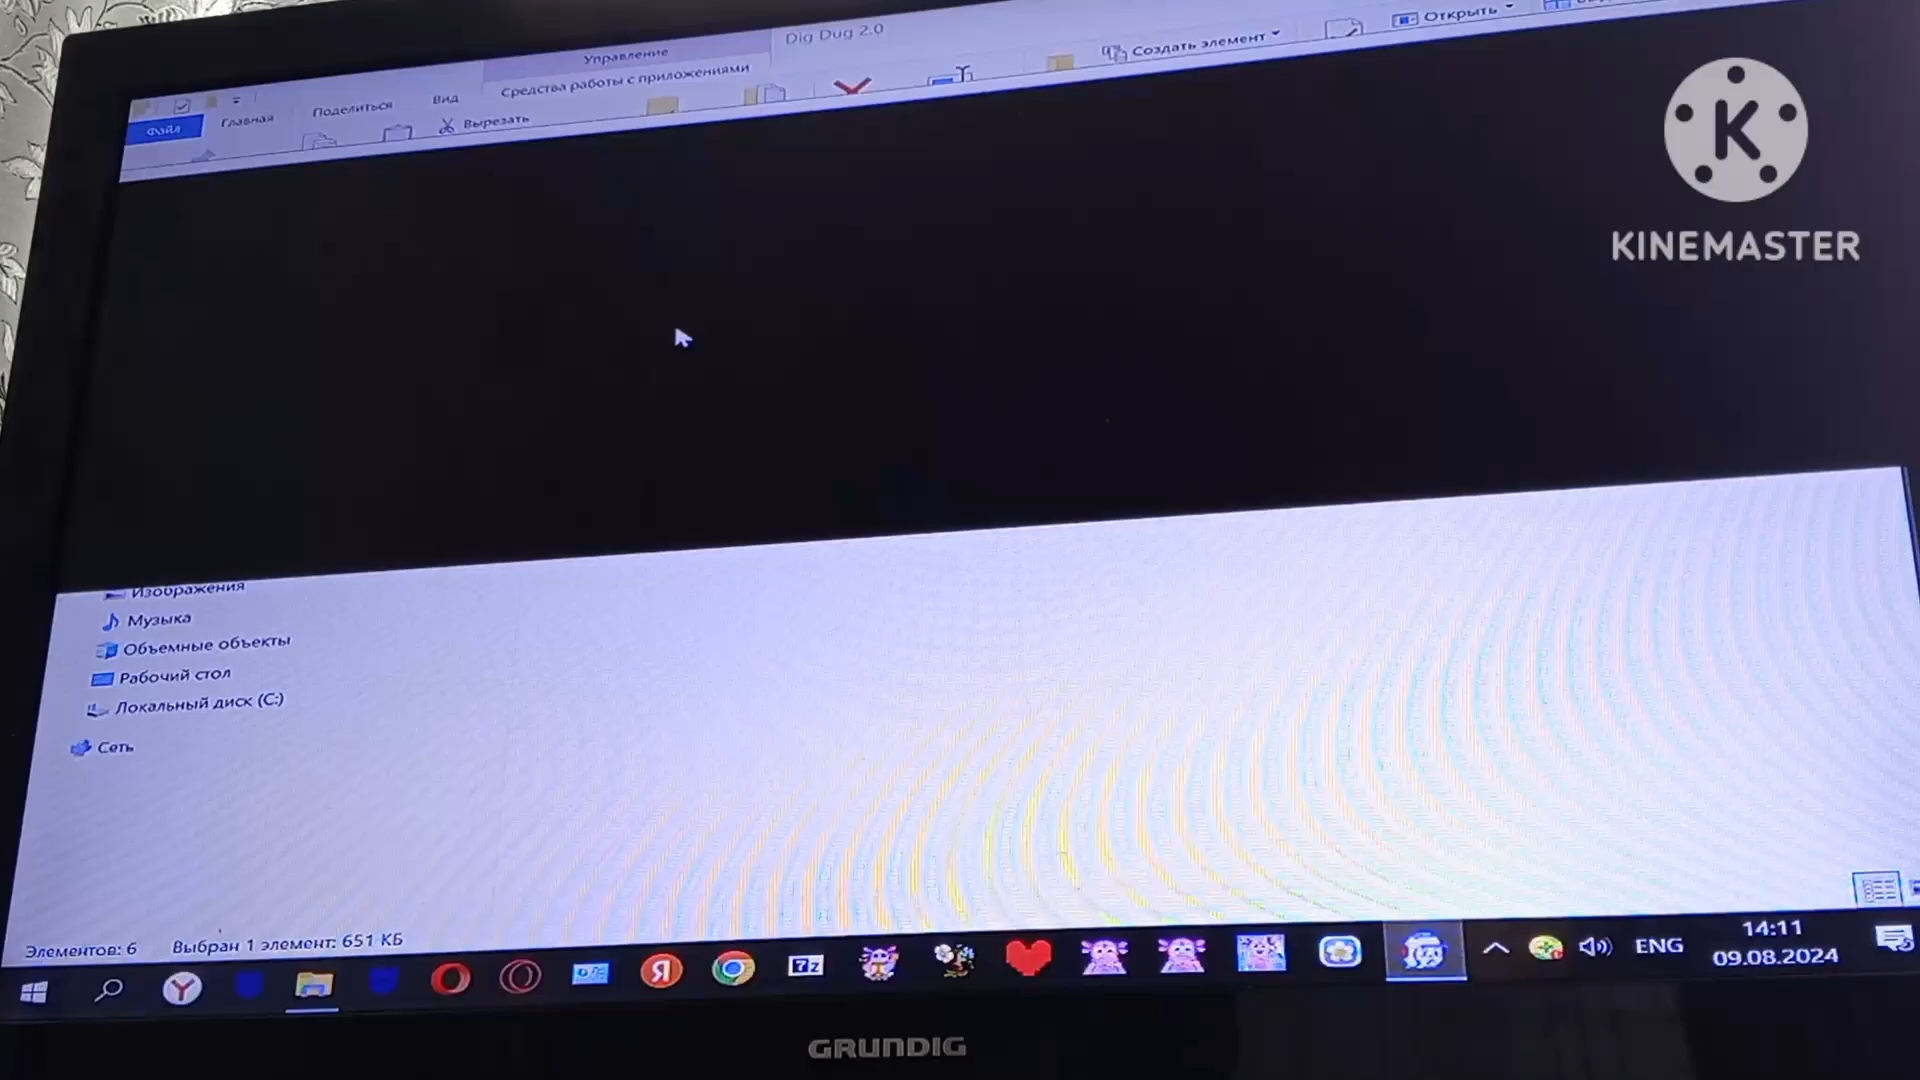 Управление
Dig Dug 2.0
Файл
Главная
Поделиться
Вид
Средства работы с приложениями
Вырезать
Создать элемент
Открыть
K
KINEMASTER
Изображения
Музыка
Объемные объекты
Рабочий стол
Локальный диск (C:)
Сеть
Элементов: 6
Выбран 1 элемент: 651 КБ
Y
Я
7z
ENG
14:11
09.08.2024
GRUNDIG